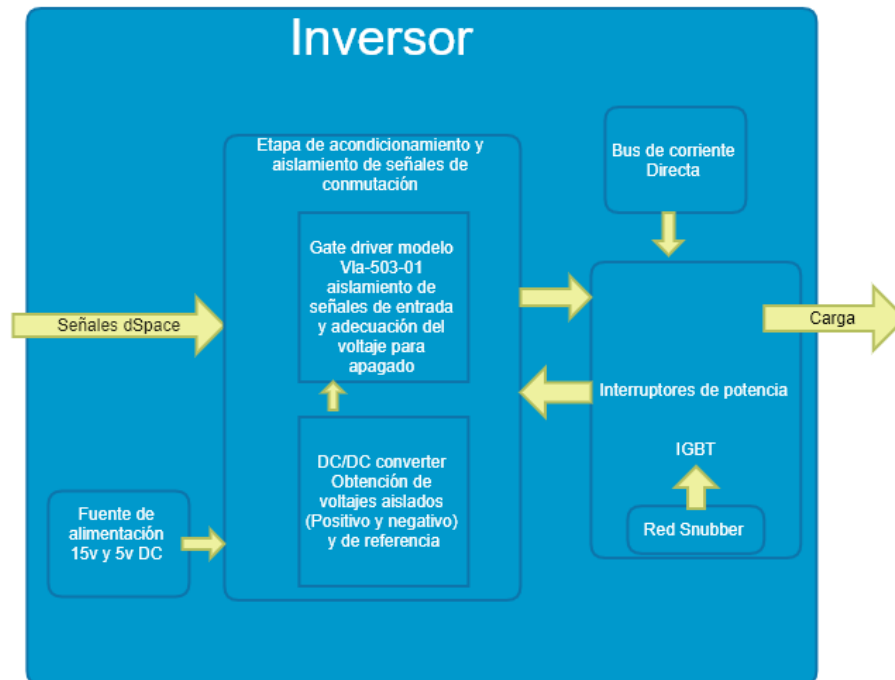 Inversor
Etapa de acondicionamiento y
aislamiento de señales de
conmutación
Gate driver modelo
Vla-503-01
aislamiento de
señales de entrada
y adecuación del
voltaje para
apagado
DC/DC converter
Obtención de
voltajes aislados
(Positivo y negativo)
y de referencia
Señales dSpace
Fuente de
alimentación
15v y 5v DC
Bus de corriente
Directa
Interruptores de potencia
IGBT
Red Snubber
Carga